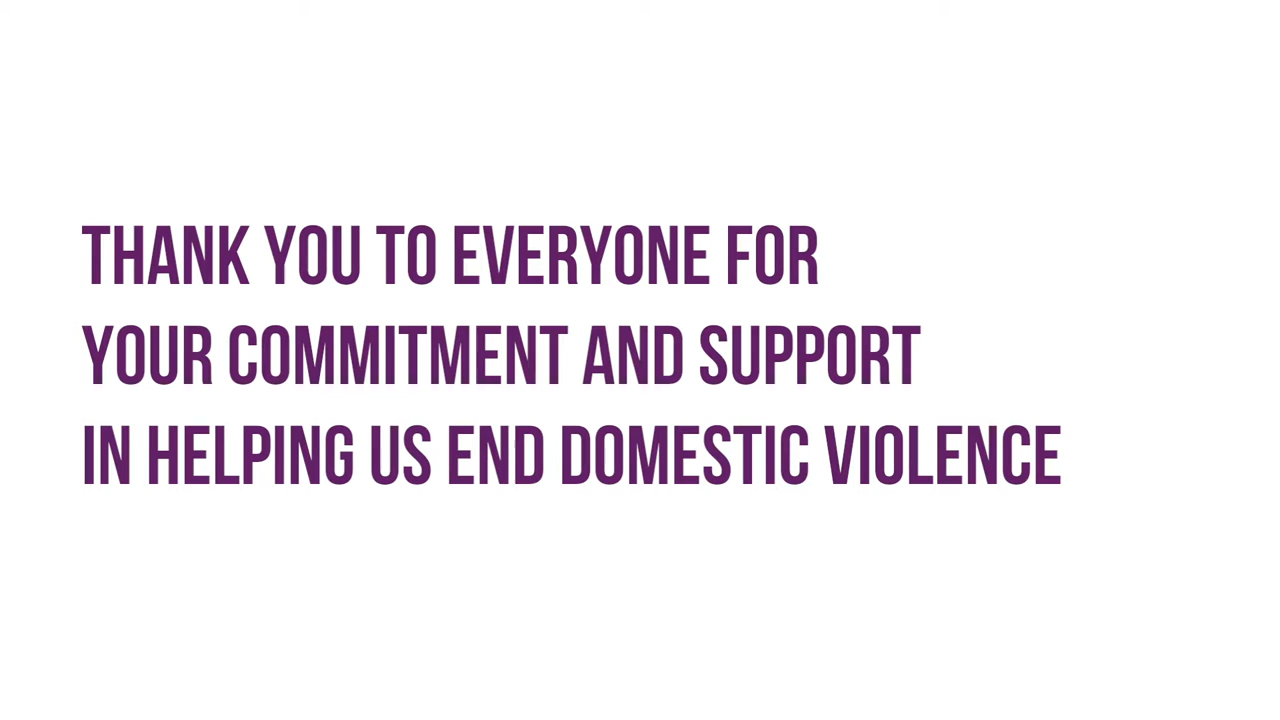 THANK YOU TO EVERYONE FOR
YOUR COMMITMENT AND SUPPORT
IN HELPING US END DOMESTIC VIOLENCE